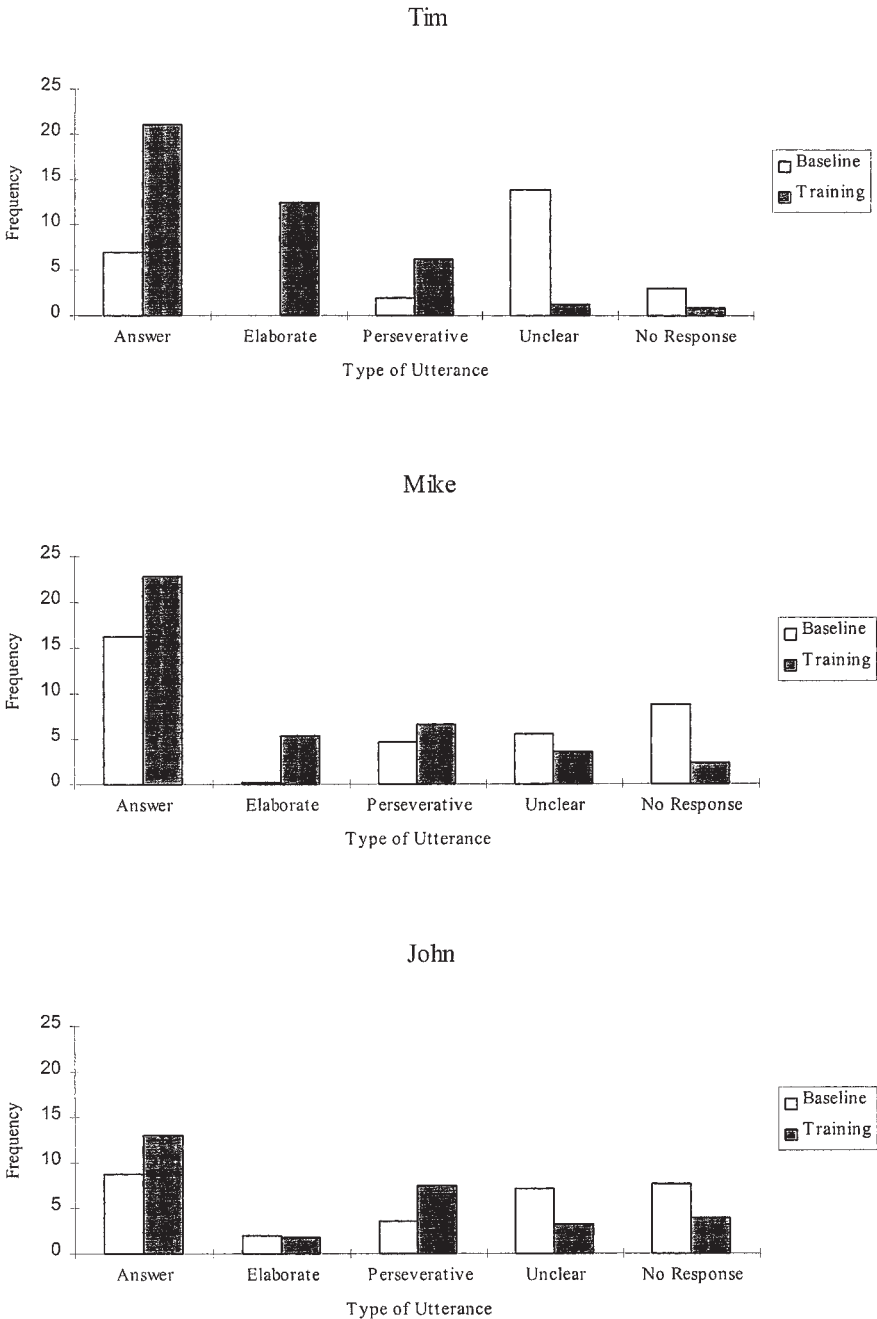 Tim
25
20
15
10
5
0
Frequency
Answer Elaborate Perseverative Unclear No Response
Type of Utterance
Baseline
Training
Mike
25
20
15
10
5
0
Frequency
Answer Elaborate Perseverative Unclear No Response
Type of Utterance
Baseline
Training
John
25
20
15
10
5
0
Frequency
Answer Elaborate Perseverative Unclear No Response
Type of Utterance
Baseline
Training